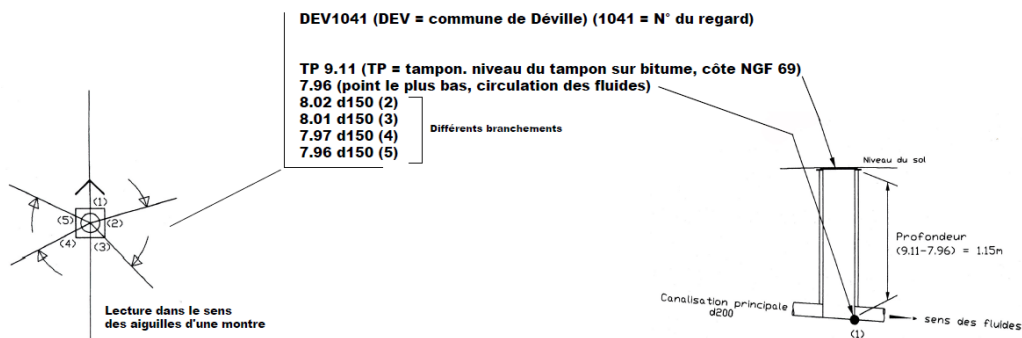 DEV1041 (DEV = commune de Déville) (1041 = N° du regard)
TP 9.11 (TP = tampon. niveau du tampon sur bitume, côte NGF 69)
7.96 (point le plus bas, circulation des fluides)
8.02 d150 (2)
8.01 d150 (3)
7.97 d150 (4)
7.96 d150 (5)
Différents branchements
(1)
(2)
(3)
(4)
(5)
Lecture dans le sens
des aiguilles d'une montre
Niveau du sol
Profondeur
(9.11-7.96) = 1.15m
Canalisation principale
d200
sens des fluides
(1)